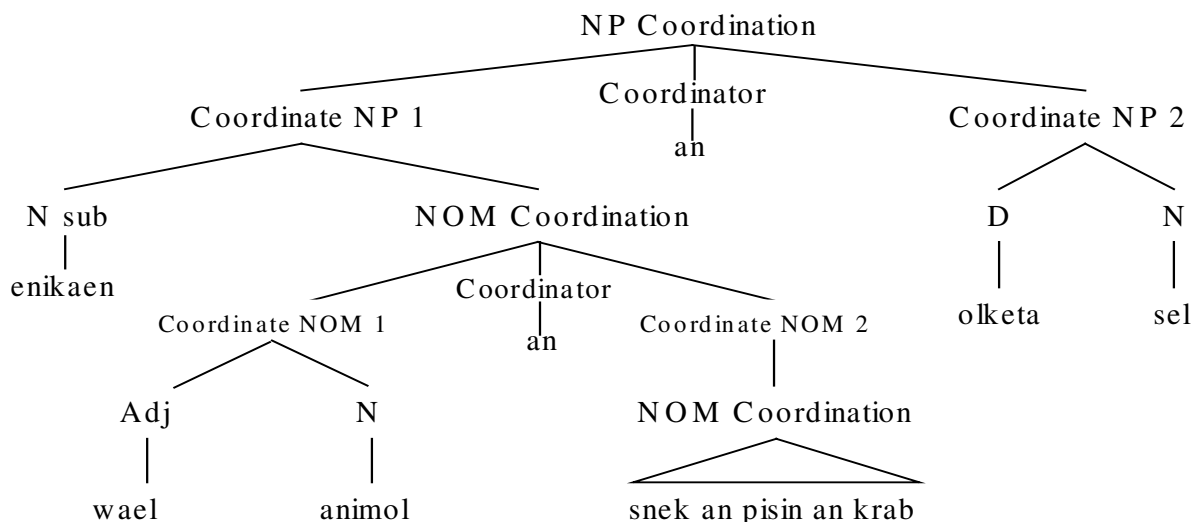 NP Coordination
Coordinate NP 1 Coordinator Coordinate NP 2
an
N sub NOM Coordination D N
enikaen Coordinator olketa sel
Coordinate NOM 1 an Coordinate NOM 2
Adj N NOM Coordination
wael animol snek an pisin an krab